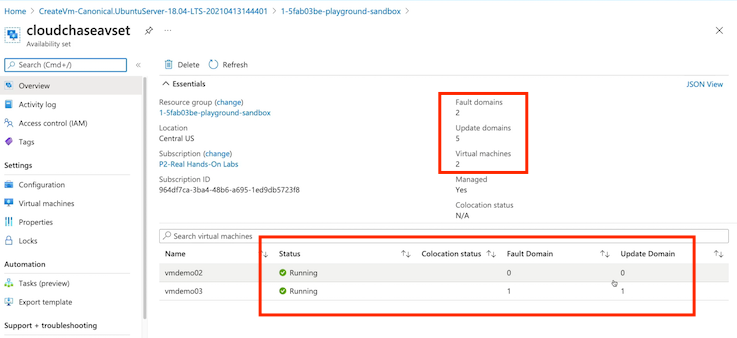 Home > CreateVm-Canonical.UbuntuServer-18.04-LTS-20210413144401 > 1-5fab03be-playground-sandbox >
cloudchaseavset
Availability set
Search (Cmd+/)
Overview
Activity log
Access control (IAM)
Tags
Settings
Configuration
Virtual machines
Properties
Locks
Automation
Tasks (preview)
Export template
Support + troubleshooting
Delete Refresh
Essentials JSON View
Resource group (change)
1-5fab03be-playground-sandbox
Location
Central US
Subscription (change)
P2-Real Hands-On Labs
Subscription ID
964df7ca-3ba4-48b6-a695-1ed9db5723f8
Fault domains
2
Update domains
5
Virtual machines
2
Managed
Yes
Colocation status
N/A
Search virtual machines
Name Status Colocation status Fault Domain Update Domain
vmdemo02 Running 0 0
vmdemo03 Running 1 1